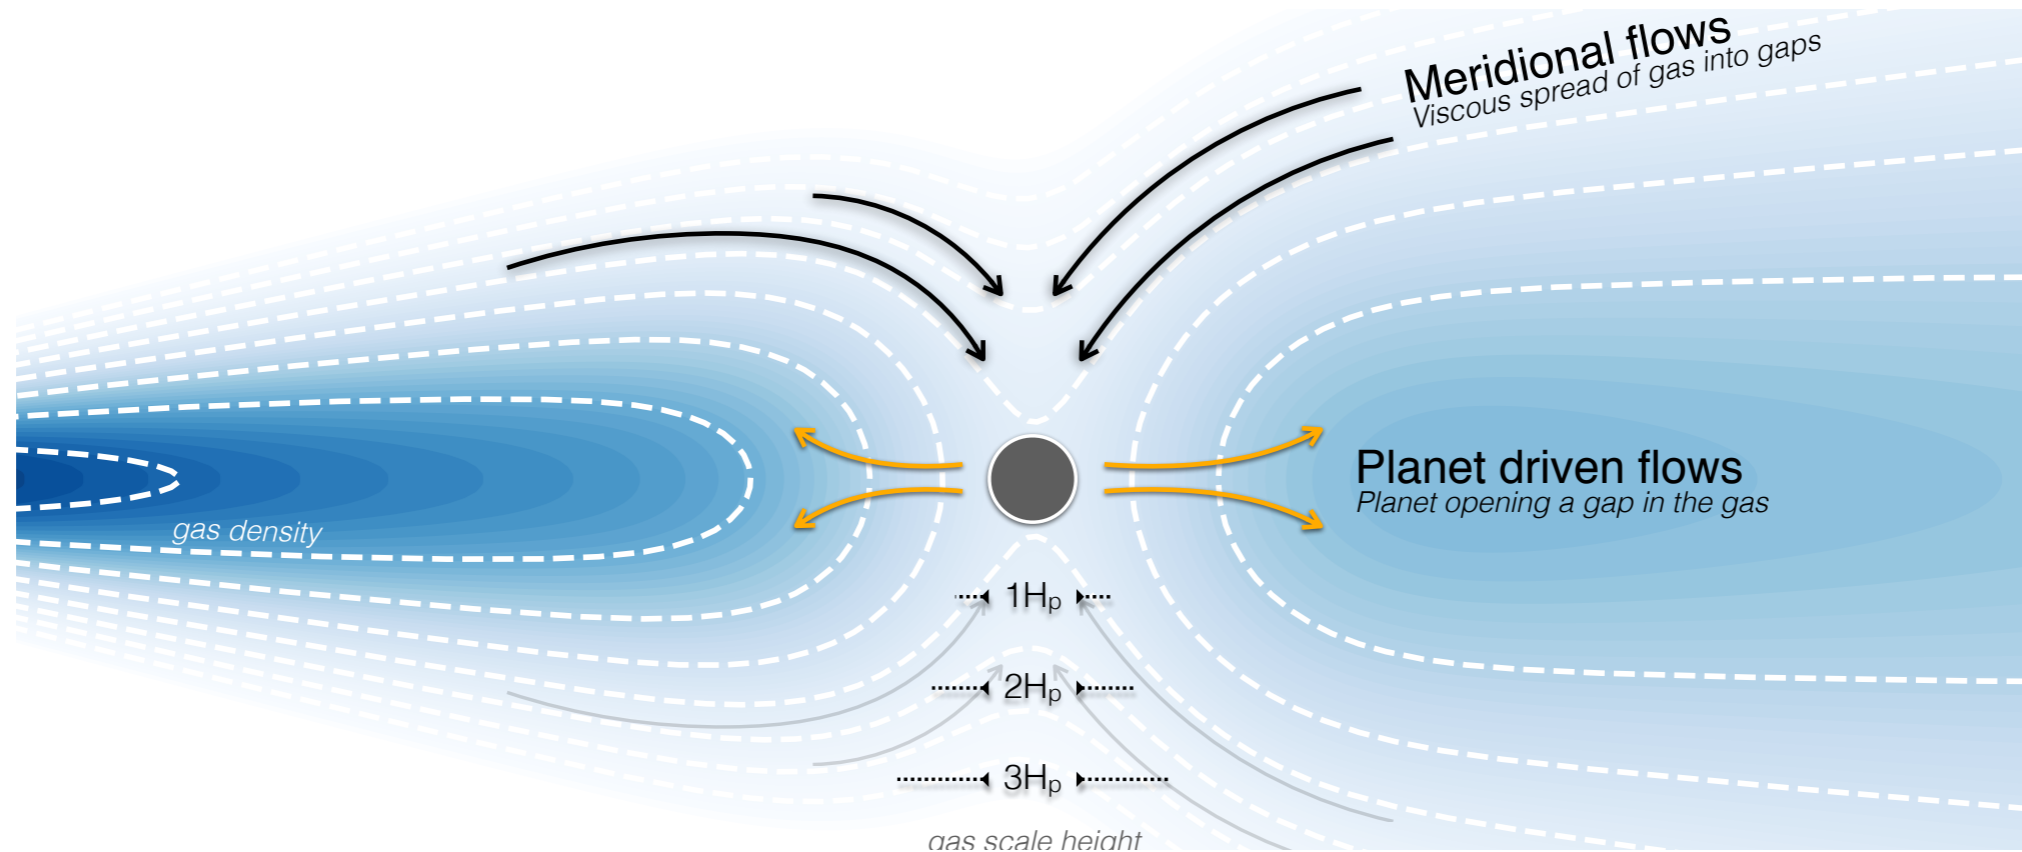 Meridional flows
Viscous spread of gas into gaps
Planet driven flows
Planet opening a gap in the gas
gas density
1Hp
2Hp
3Hp
gas scale height